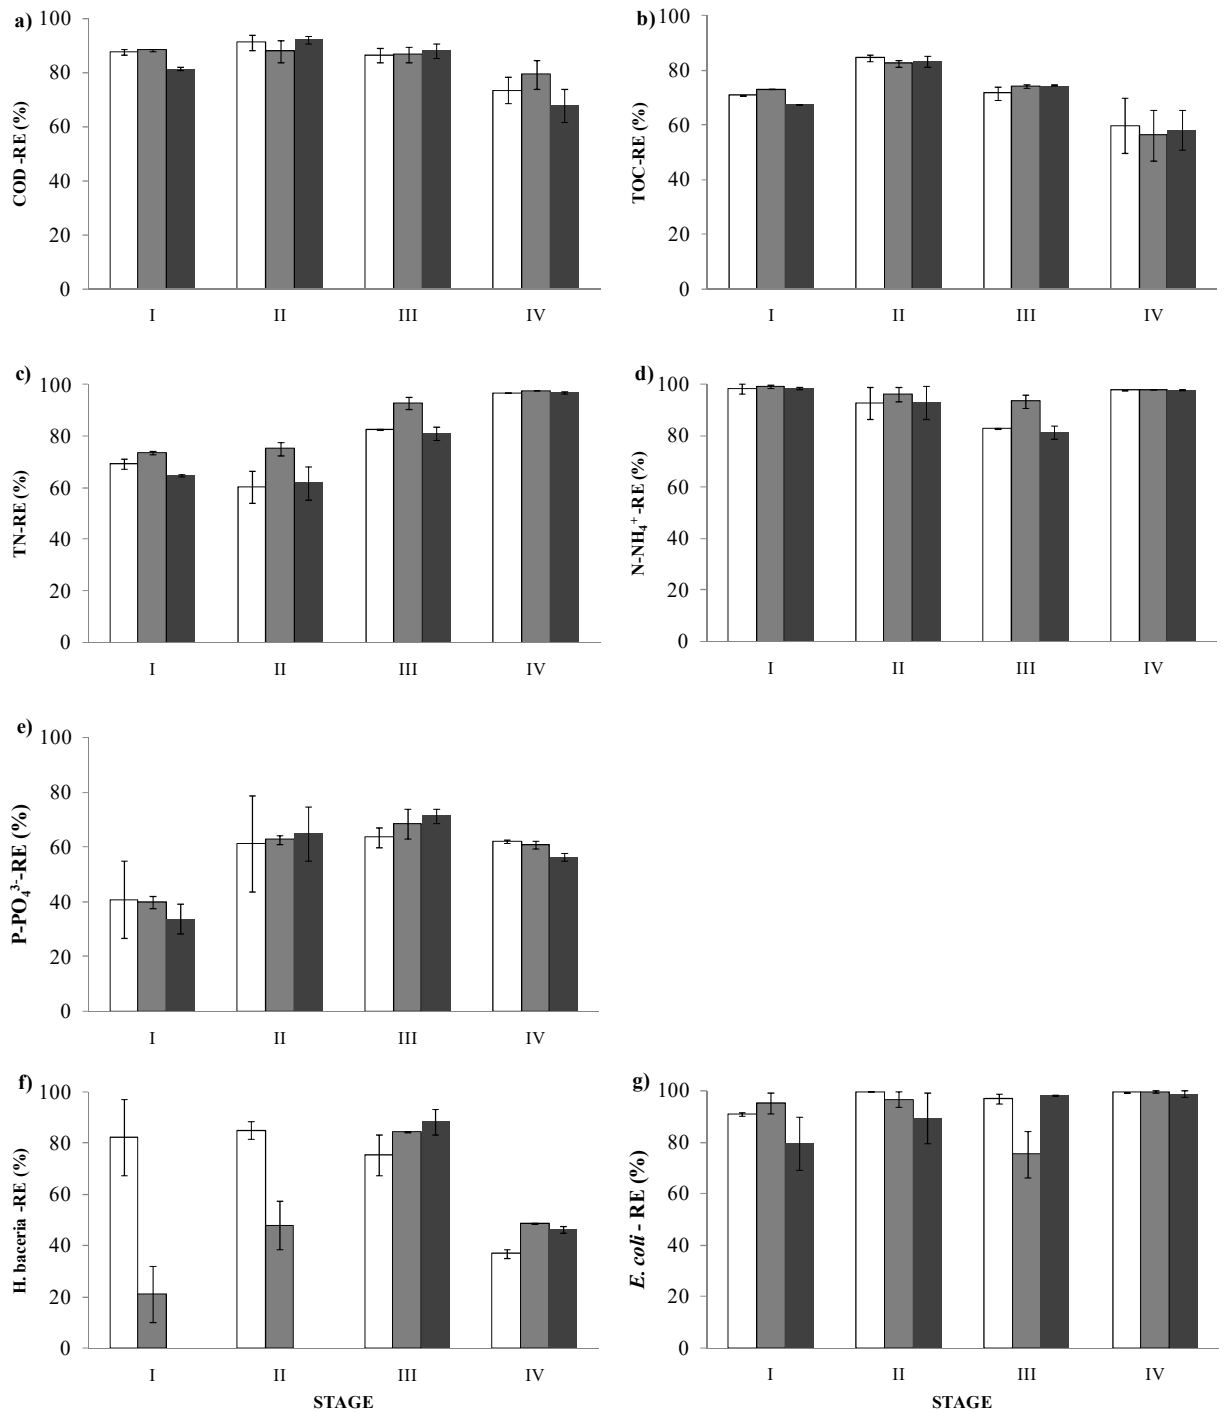 a)
100
80
60
40
20
0
COD -RE (%)
I II III IV
b)
100
80
60
40
20
0
TOC-RE (%)
I II III IV
c)
100
80
60
40
20
0
TN-RE (%)
I II III IV
d)
100
80
60
40
20
0
N-NH₄⁺ -RE (%)
I II III IV
e)
100
80
60
40
20
0
P-PO₄³⁻-RE (%)
I II III IV
f)
100
80
60
40
20
0
H. baceria -RE (%)
I II III IV
STAGE
g)
100
80
60
40
20
0
E. coli - RE (%)
I II III IV
STAGE